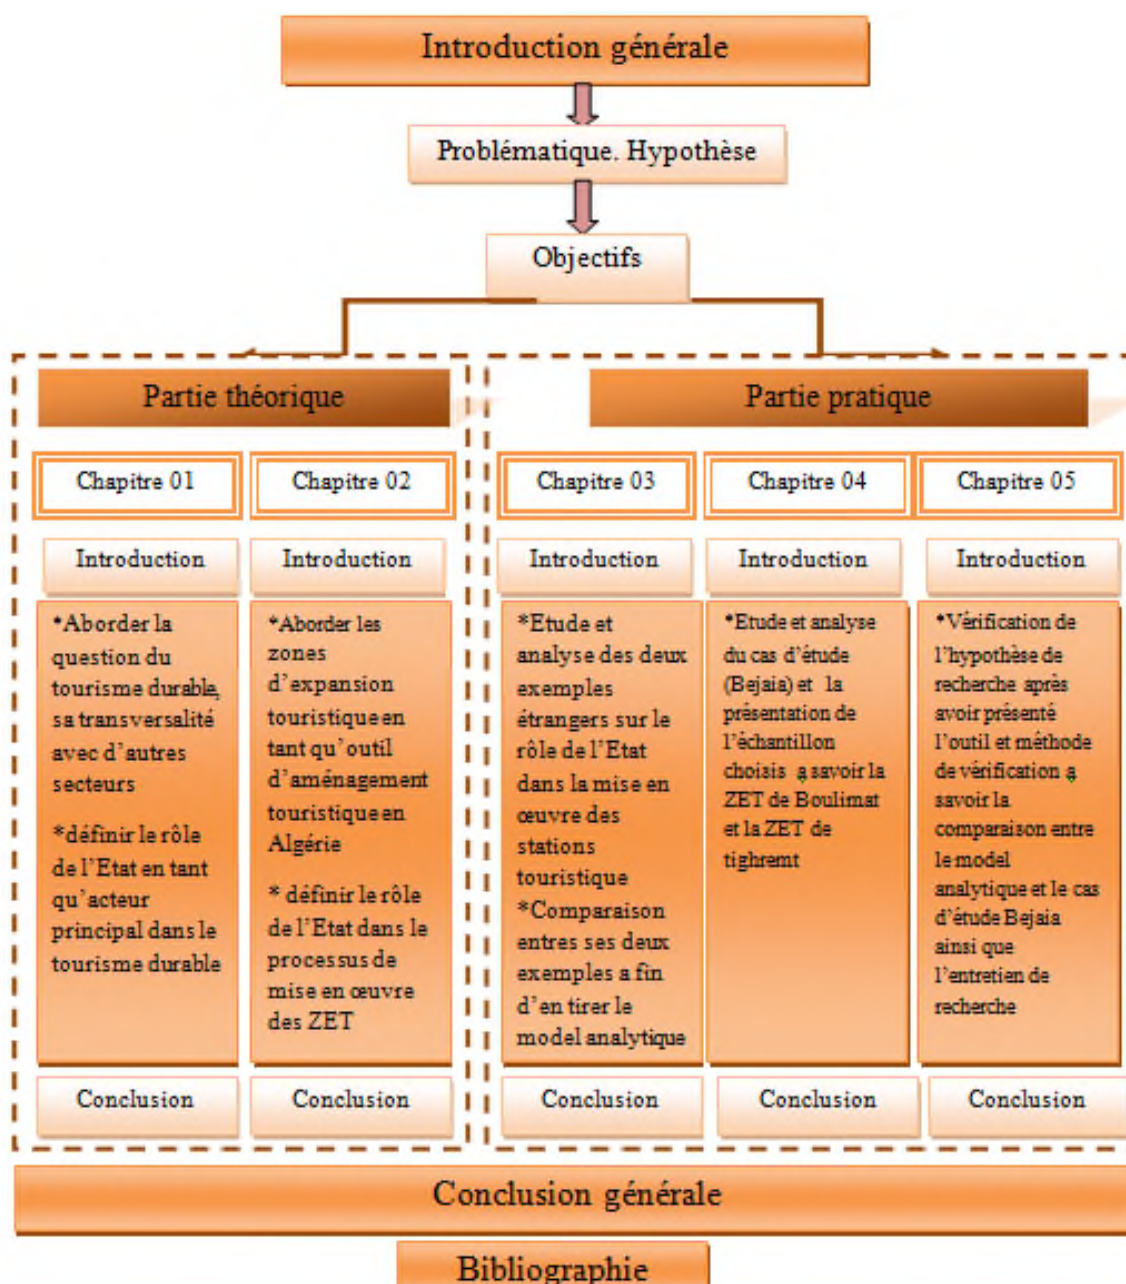 Introduction générale
Problématique. Hypothèse
Objectifs
Partie théorique
Chapitre 01
Introduction
*Aborder la
question du
tourisme durable,
sa transversalité
avec d'autres
secteurs
*définir le rôle
de l'Etat en tant
qu'acteur
principal dans le
tourisme durable
Conclusion
Chapitre 02
Introduction
*Aborder les
zones
d'expansion
touristique en
tant qu'outil
d'aménagement
touristique en
Algérie
* définir le rôle
de l'Etat dans le
processus de
mise en œuvre
des ZET
Conclusion
Partie pratique
Chapitre 03
Introduction
*Etude et
analyse des deux
exemples
étrangers sur le
rôle de l'Etat
dans la mise en
œuvre des
stations
touristique
*Comparaison
entres ses deux
exemples a fin
d'en tirer le
model analytique
Conclusion
Chapitre 04
Introduction
*Etude et analyse
du cas d'étude
(Bejaia) et la
présentation de
l'échantillon
choisis a savoir la
ZET de Boulimat
et la ZET de
tighremt
Conclusion
Chapitre 05
Introduction
*Vérification de
l'hypothèse de
recherche après
avoir présenté
l'outil et méthode
de vérification a
savoir la
comparaison entre
le model
analytique et le cas
d'étude Bejaia
ainsi que
l'entretien de
recherche
Conclusion
Conclusion générale
Bibliographie